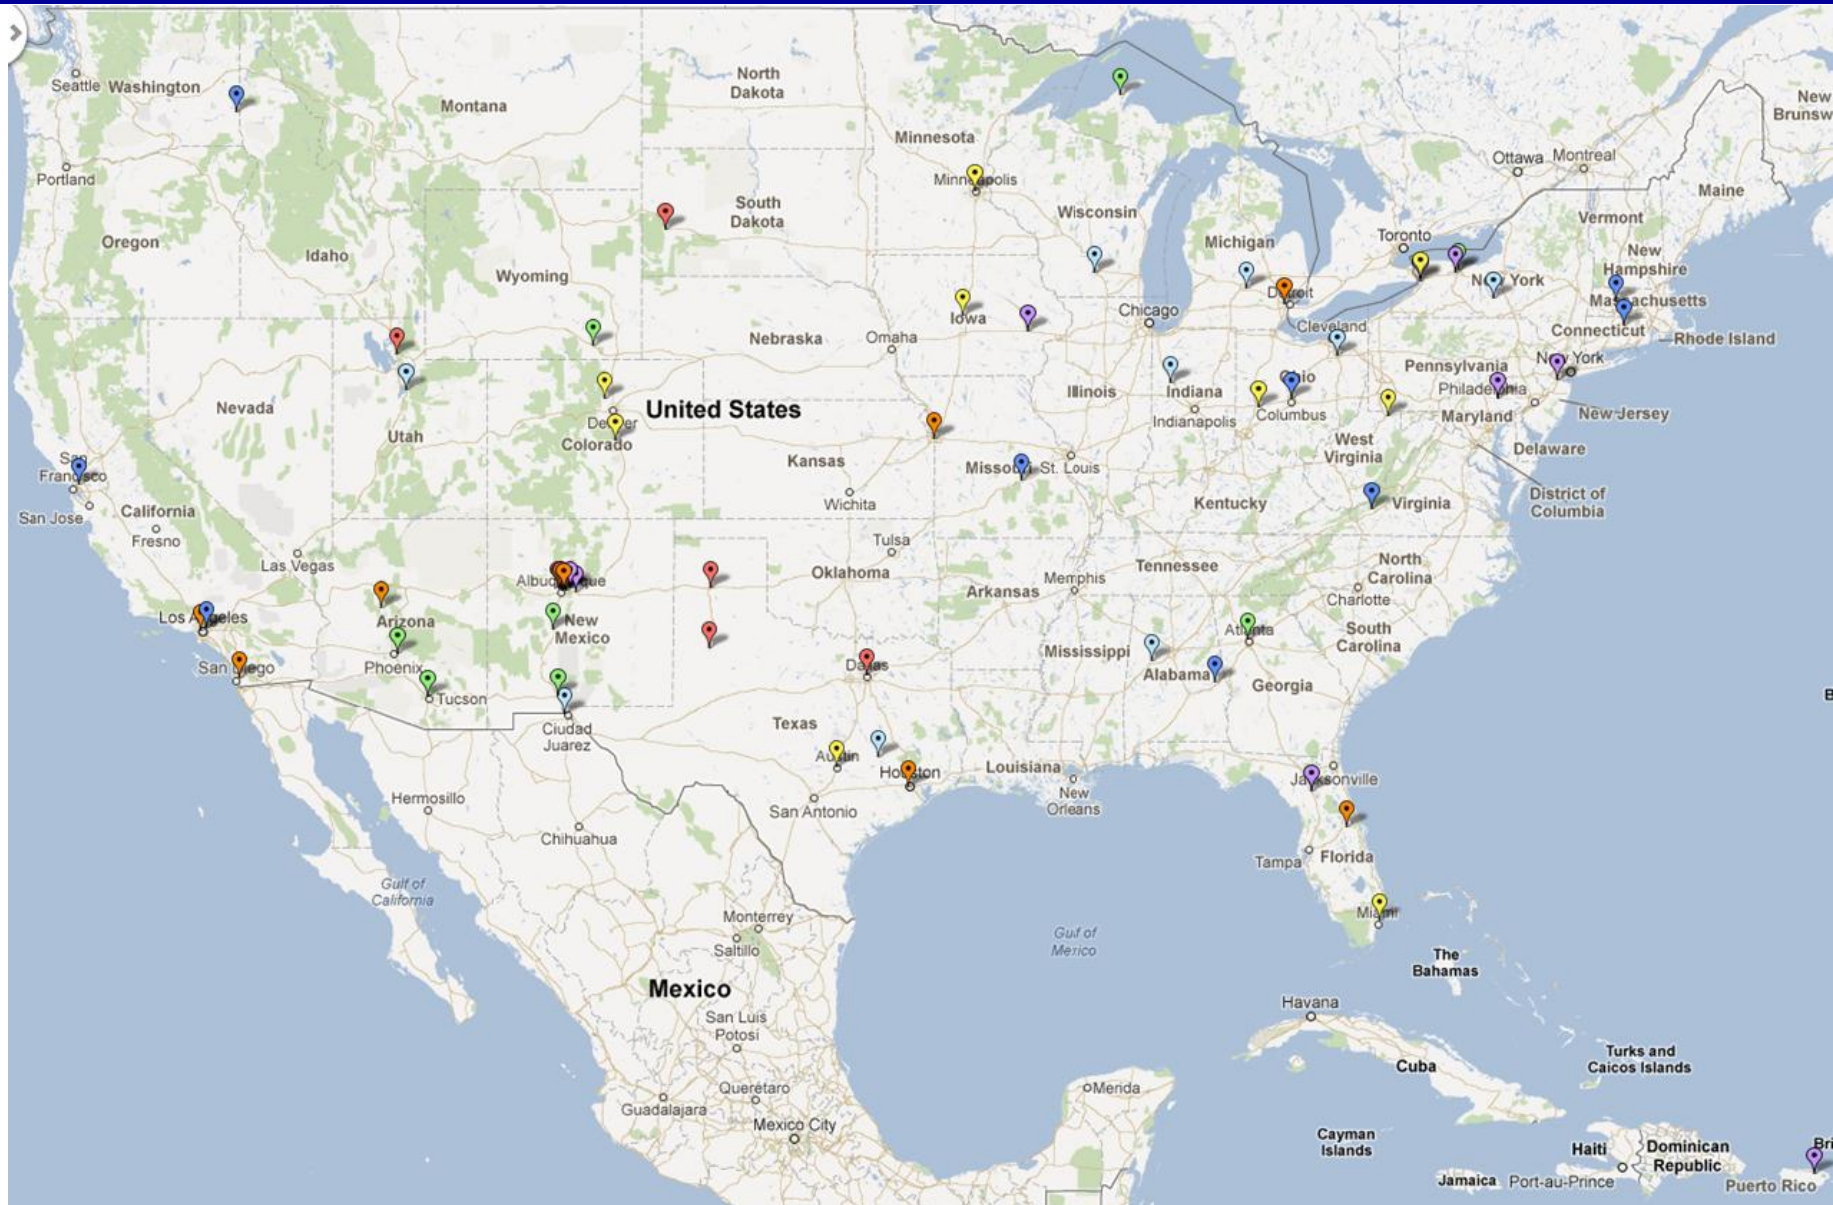 North
Dakota
Seattle
Washington
Montana
New
Brunsw
Minnesota
Ottawa
Montreal
Portland
Minneapolis
Maine
South
Dakota
Wisconsin
Vermont
Oregon
Idaho
Michigan
Toronto
New
Hampshire
Wyoming
New York
Detroit
Massachusetts
Iowa
Chicago
Cleveland
Connecticut
Rhode Island
Nebraska
Omaha
New York
Pennsylvania
Ohio
Philadelphia
Illinois
Indiana
Nevada
United States
Columbus
Maryland
New Jersey
Denver
Indianapolis
Utah
Colorado
West
Virginia
Delaware
San
Francisco
Kansas
Missouri
St. Louis
Wichita
Kentucky
Virginia
District of
Columbia
San Jose
California
Fresno
Tulsa
Las Vegas
Albuquerque
Oklahoma
Memphis
Tennessee
North
Carolina
Arkansas
Charlotte
Los Angeles
Arizona
New
Mexico
Atlanta
South
Carolina
Mississippi
San Diego
Phoenix
Dallas
Alabama
Georgia
Tucson
B
Ciudad
Juarez
Texas
Austin
Houston
Louisiana
Jacksonville
New
Orleans
Hermosillo
San Antonio
Chihuahua
Tampa
Florida
Gulf of
California
Monterrey
Miami
Saltillo
Gulf of
Mexico
The
Bahamas
Mexico
Havana
San Luis
Potosí
Turks and
Caicos Islands
Cuba
Querétaro
Merida
Guadalajara
Mexico City
Cayman
Islands
Haiti
Dominican
Republic
Bri
Jamaica
Port-au-Prince
Puerto Rico